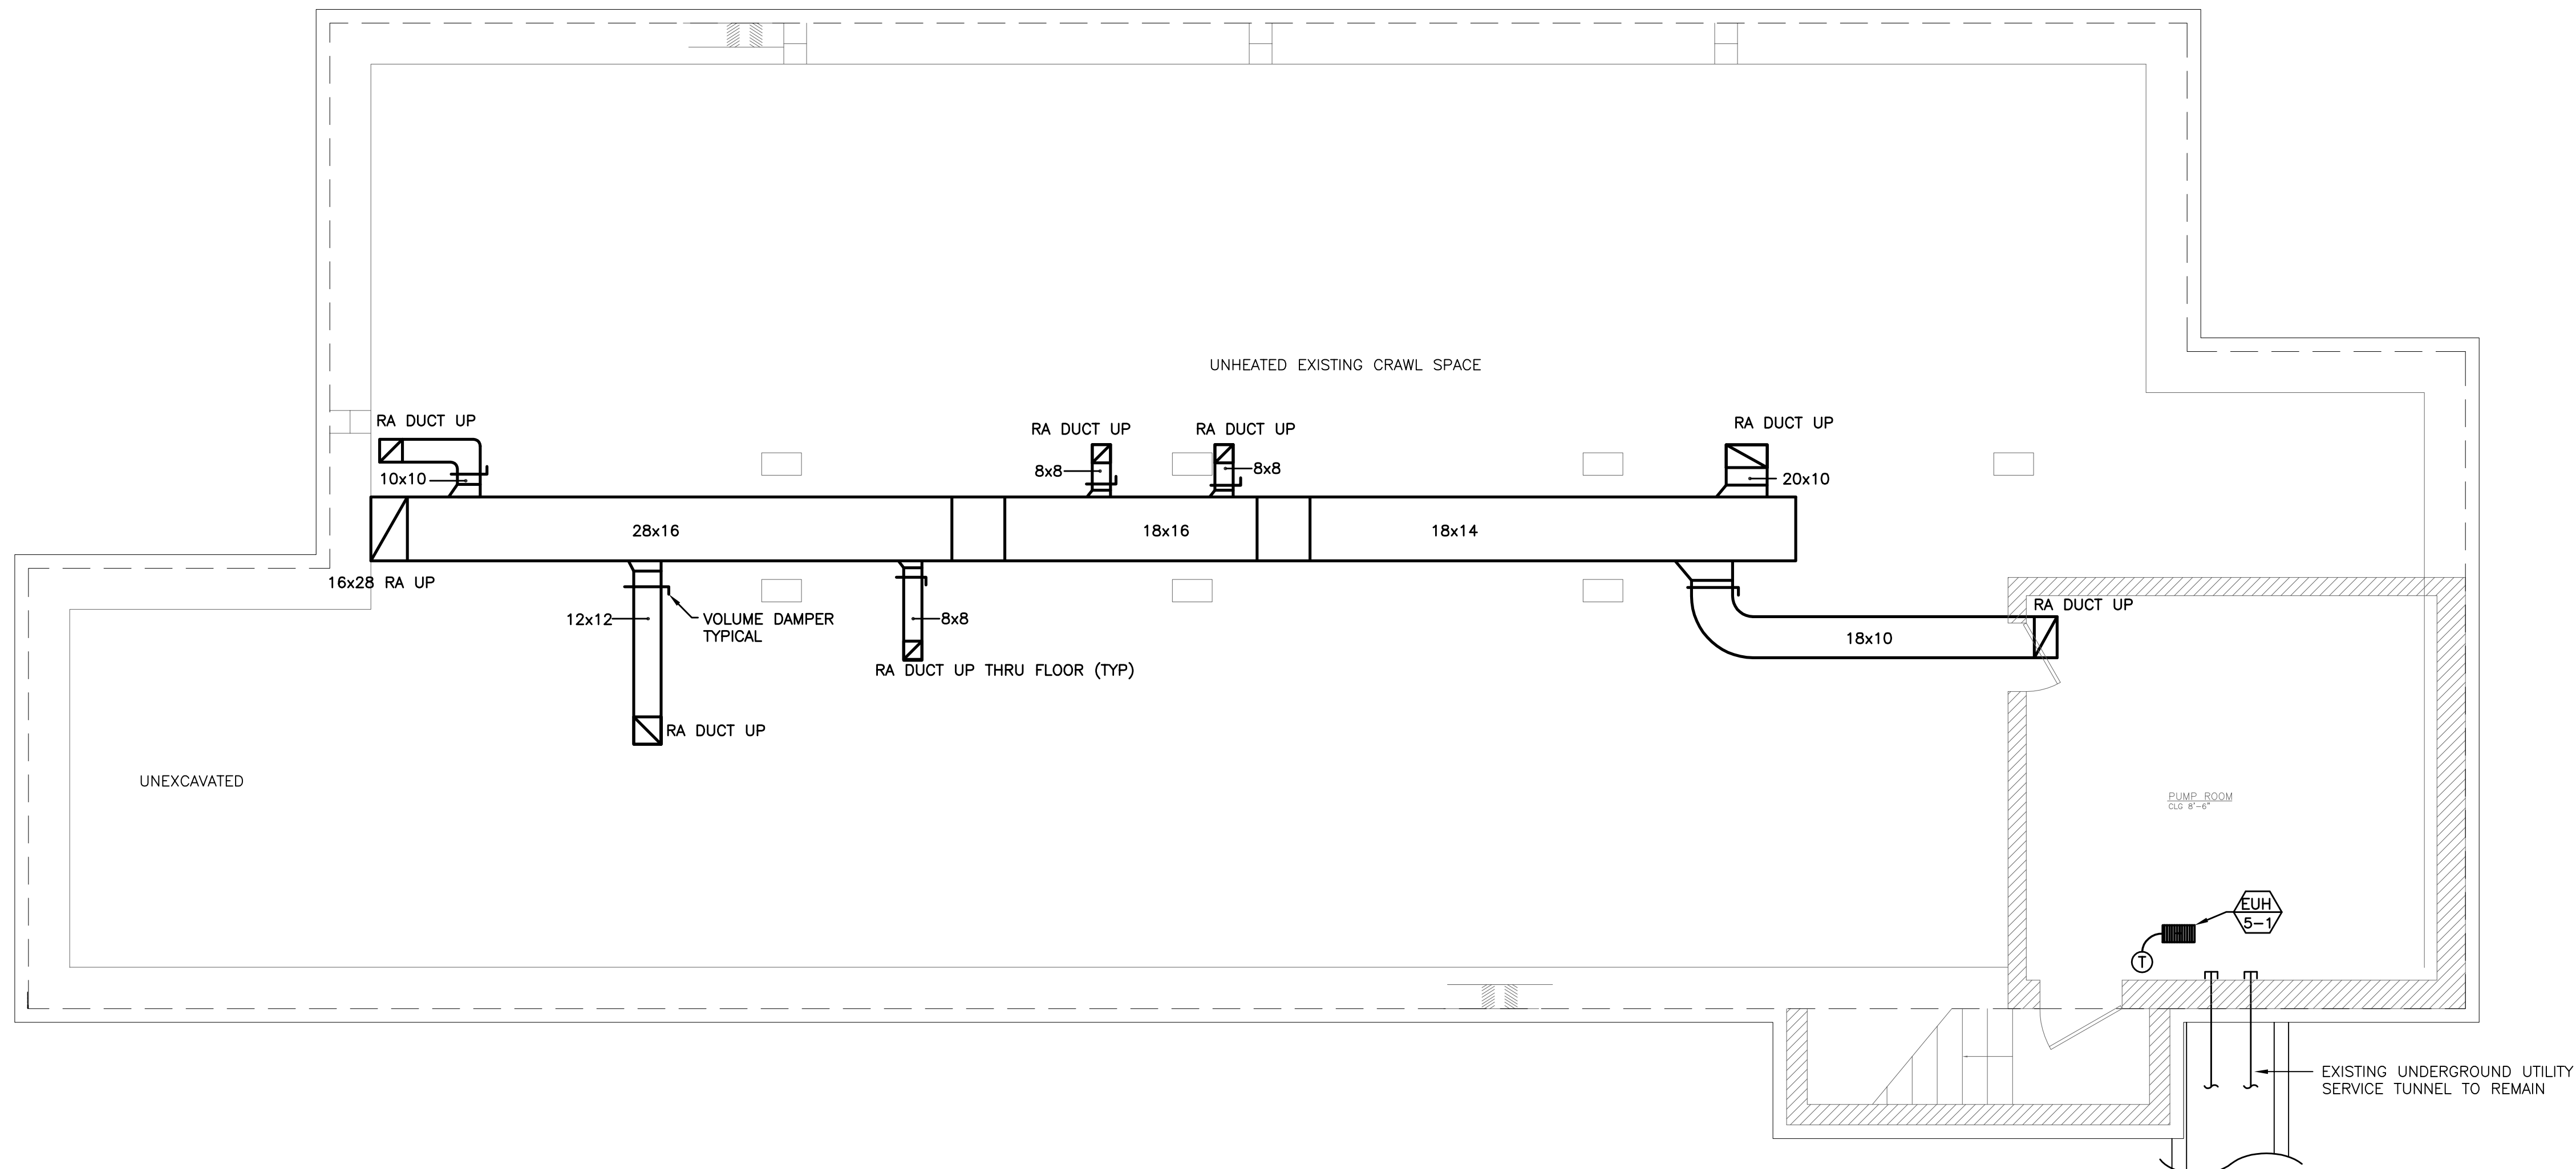 UNHEATED EXISTING CRAWL SPACE
RA DUCT UP
RA DUCT UP
RA DUCT UP
RA DUCT UP
10x10
8x8
8x8
20x10
28x16
18x16
18x14
16x28 RA UP
12x12
VOLUME DAMPER
TYPICAL
8x8
RA DUCT UP THRU FLOOR (TYP)
RA DUCT UP
18x10
RA DUCT UP
UNEXCAVATED
PUMP ROOM
CLG 8'-6"
EUH
5-1
T
EXISTING UNDERGROUND UTILITY
SERVICE TUNNEL TO REMAIN